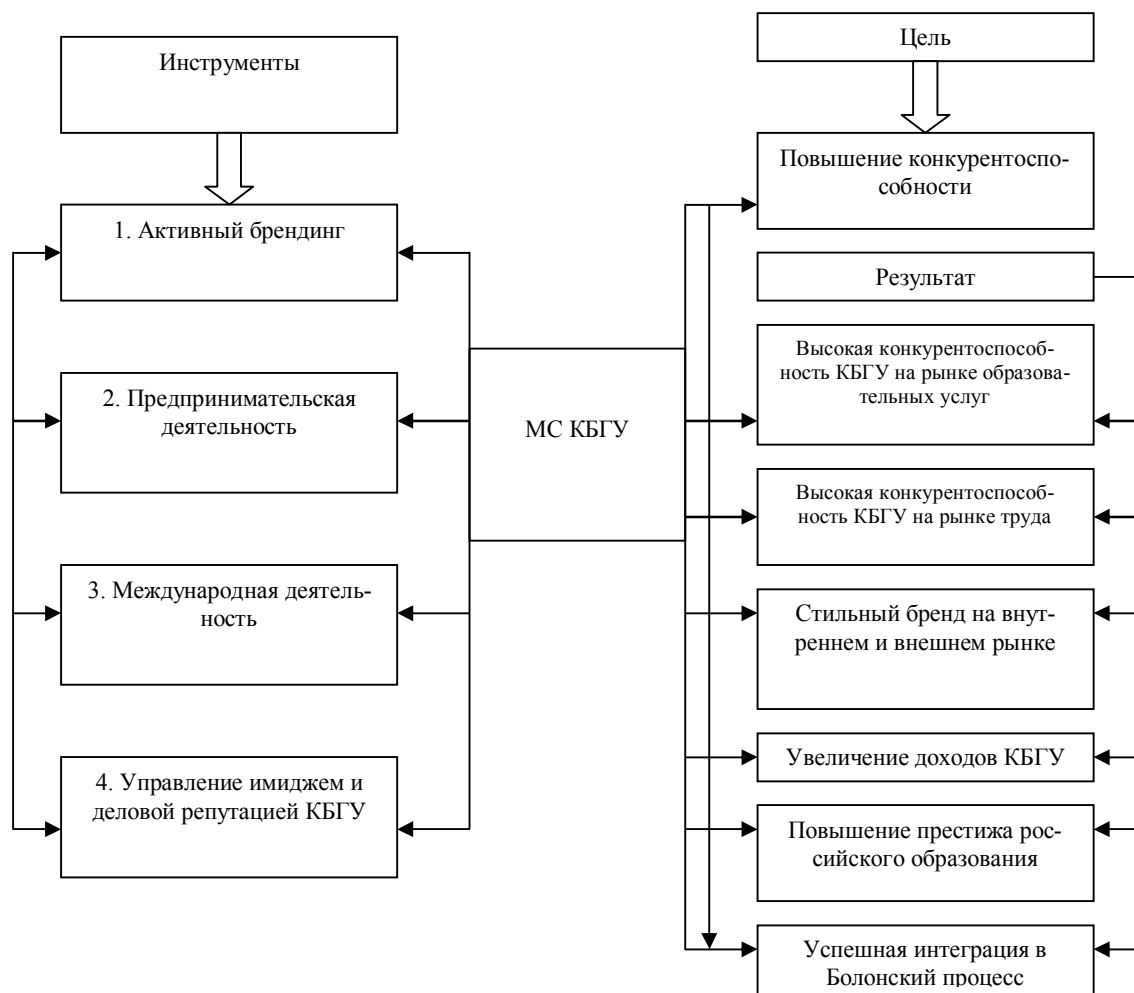 Инструменты
1. Активный брендинг
2. Предпринимательская
деятельность
3. Международная деятель-
ность
4. Управление имиджем и
деловой репутацией КБГУ
МС КБГУ
Цель
Повышение конкурентоспо-
собности
Результат
Высокая конкурентоспособ-
ность КБГУ на рынке образова-
тельных услуг
Высокая конкурентоспособ-
ность КБГУ на рынке труда
Стильный бренд на внут-
реннем и внешнем рынке
Увеличение доходов КБГУ
Повышение престижа рос-
сийского образования
Успешная интеграция в
Болонский процесс